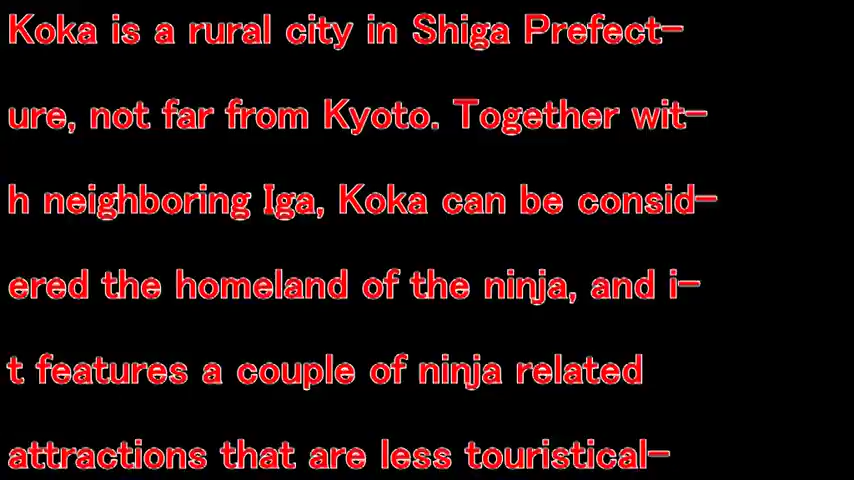 Koka is a rural city in Shiga Prefect-
ure, not far from Kyoto. Together wit-
h neighboring Iga, Koka can be consid-
ered the homeland of the ninja, and i-
t features a couple of ninja related
attractions that are less touristical-